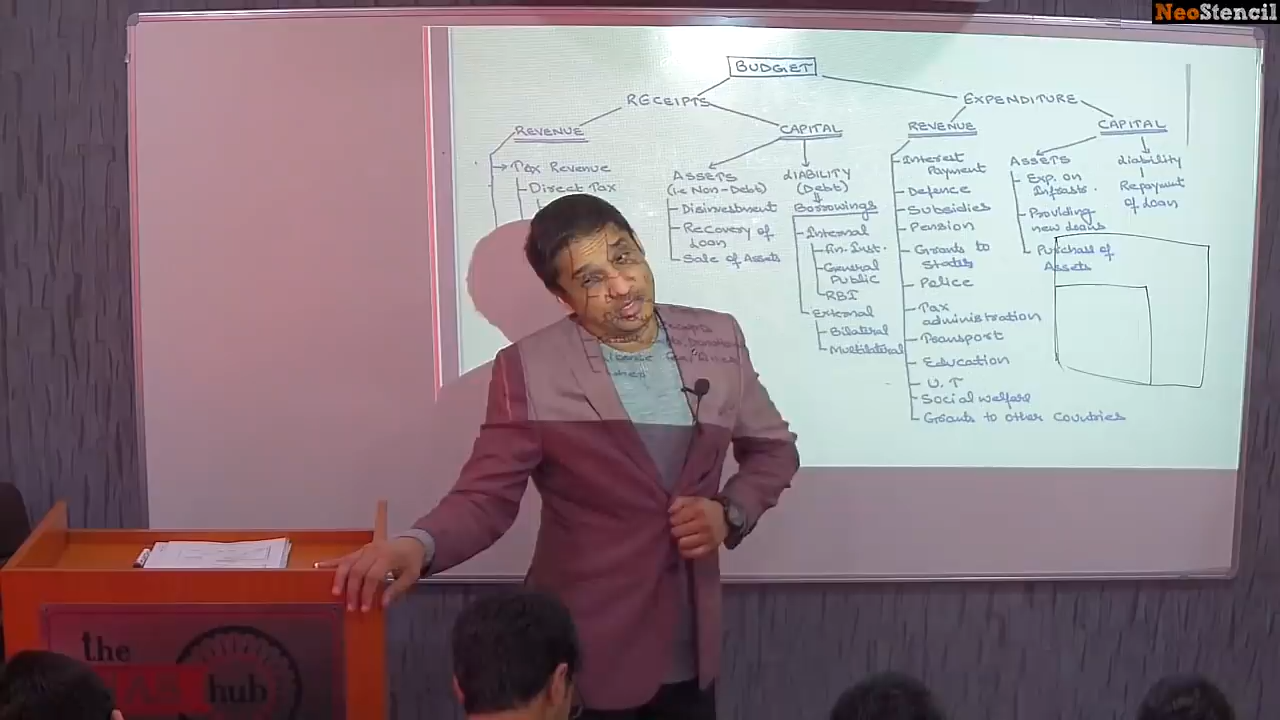 NeoStencil
BUDGET
RECEIPTS
EXPENDITURE
REVENUE
CAPITAL
REVENUE
CAPITAL
Tax Revenue
Direct Tax
ASSETS
(i.e Non-Debt)
Disinvestment
Recovery of
Loan
Sale of Assets
LIABILITY
(Debt)
Borrowings
Internal
Fin. Inst.
General
Public
RBI
External
Bilateral
Multilateral
Interest
Payment
Defence
Subsidies
Pension
Grants to
States
Police
Tax
administration
Transport
Education
U.T
Social welfare
Grants to other Countries
ASSETS
Exp. on
Infrastr.
Providing
new loans
Purchase of
Assets
Liability
Repayment
of Loan
the
hub